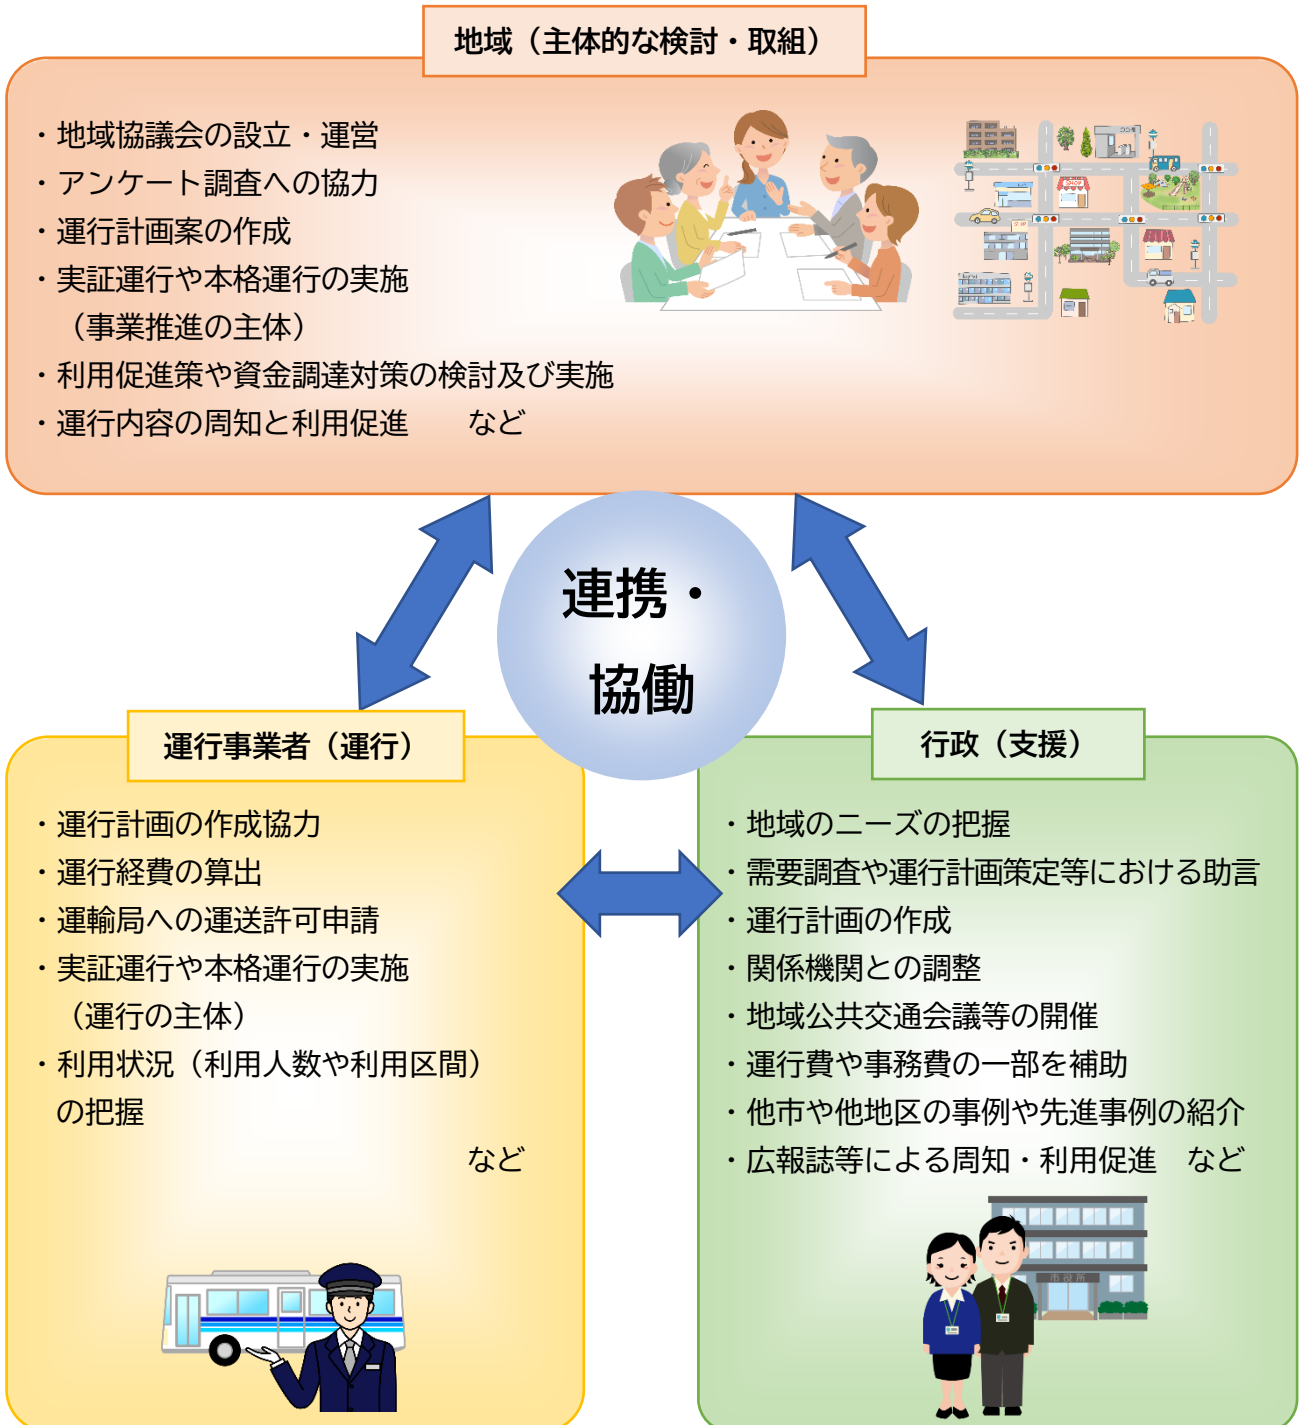 地域（主体的な検討・取組）
・地域協議会の設立・運営
・アンケート調査への協力
・運行計画案の作成
・実証運行や本格運行の実施
（事業推進の主体）
・利用促進策や資金調達対策の検討及び実施
・運行内容の周知と利用促進　など
連携・
協働
運行事業者（運行）
・運行計画の作成協力
・運行経費の算出
・運輸局への運送許可申請
・実証運行や本格運行の実施
（運行の主体）
・利用状況（利用人数や利用区間）
の把握
など
行政（支援）
・地域のニーズの把握
・需要調査や運行計画策定等における助言
・運行計画の作成
・関係機関との調整
・地域公共交通会議等の開催
・運行費や事務費の一部を補助
・他市や他地区の事例や先進事例の紹介
・広報誌等による周知・利用促進　など
市役所